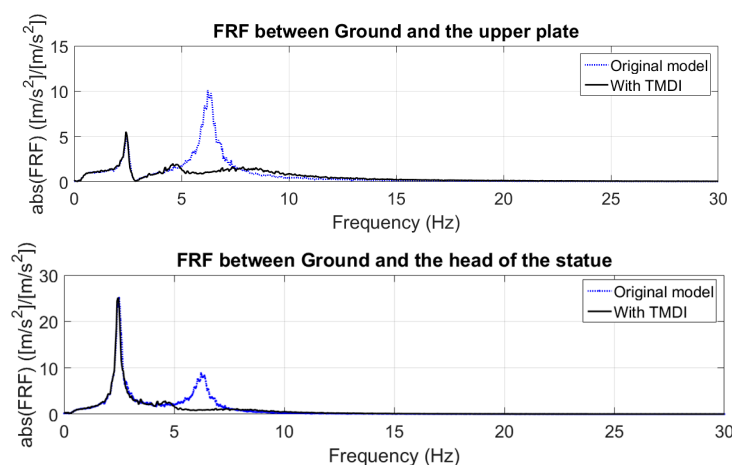 FRF between Ground and the upper plate
abs(FRF) ([m/s²]/[m/s²])
15
10
5
0
Original model
With TMDI
0 5 10 15 20 25 30
Frequency (Hz)
FRF between Ground and the head of the statue
abs(FRF) ([m/s²]/[m/s²])
30
20
10
0
Original model
With TMDI
0 5 10 15 20 25 30
Frequency (Hz)